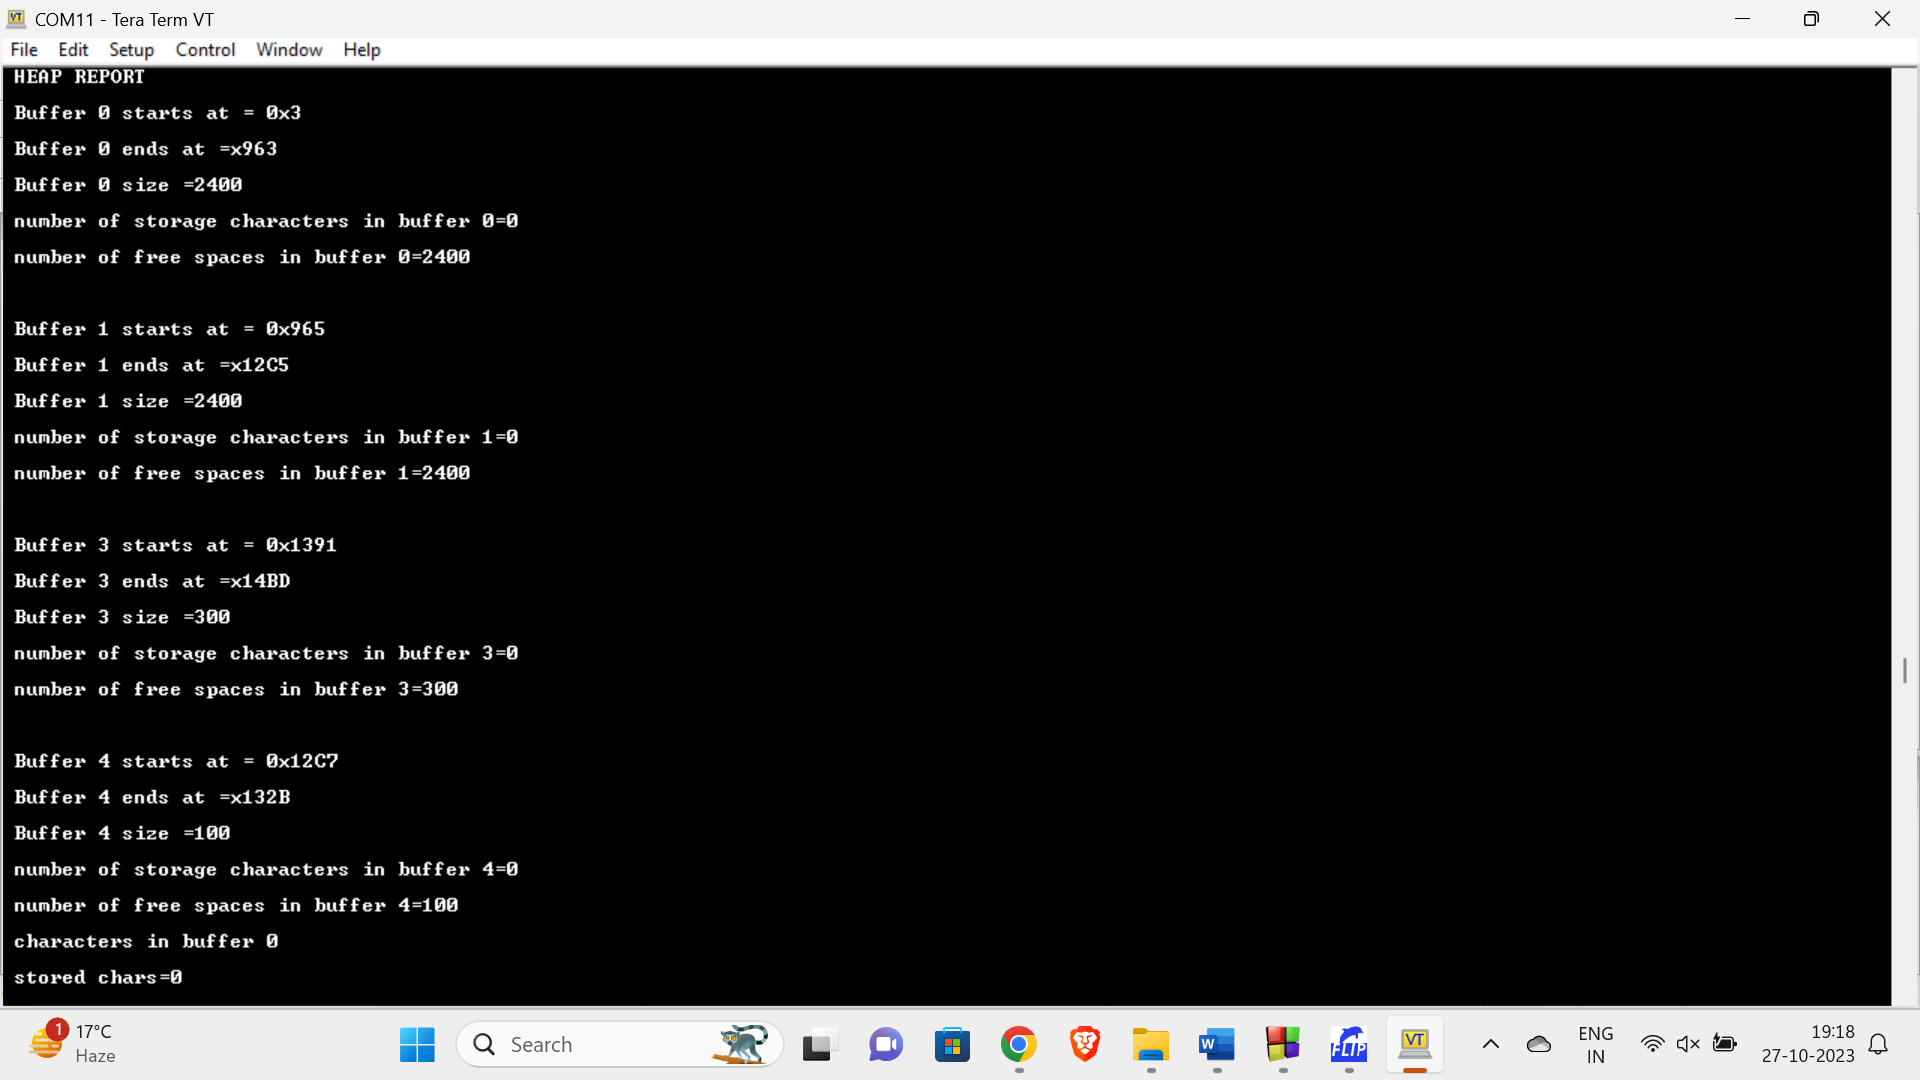 COM11 - Tera Term VT
File Edit Setup Control Window Help
HEAP REPORT
Buffer 0 starts at = 0x3
Buffer 0 ends at =x963
Buffer 0 size =2400
number of storage characters in buffer 0=0
number of free spaces in buffer 0=2400
Buffer 1 starts at = 0x965
Buffer 1 ends at =x12C5
Buffer 1 size =2400
number of storage characters in buffer 1=0
number of free spaces in buffer 1=2400
Buffer 3 starts at = 0x1391
Buffer 3 ends at =x14BD
Buffer 3 size =300
number of storage characters in buffer 3=0
number of free spaces in buffer 3=300
Buffer 4 starts at = 0x12C7
Buffer 4 ends at =x132B
Buffer 4 size =100
number of storage characters in buffer 4=0
number of free spaces in buffer 4=100
characters in buffer 0
stored chars=0
1
17°C
Haze
Search
W
FLIP
VT
ENG
IN
19:18
27-10-2023